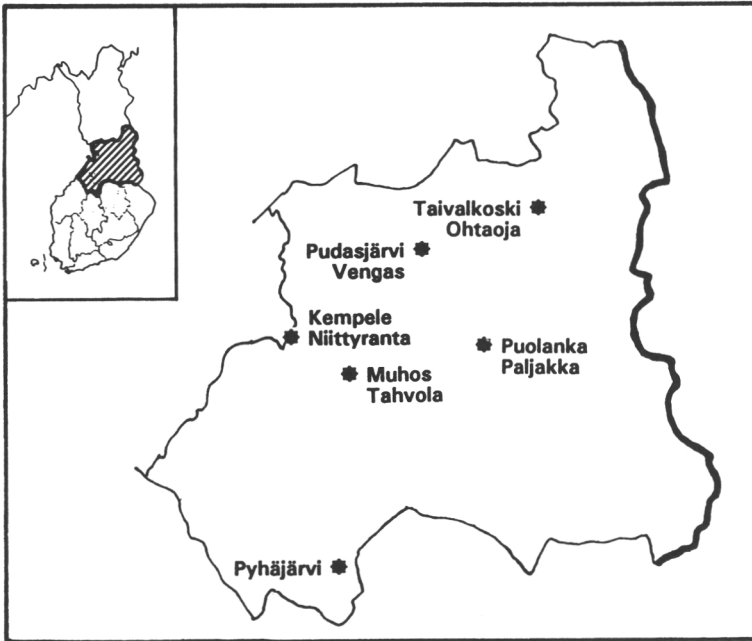 Taivalkoski
Ohtaoja
Pudasjärvi
Vengas
Kempele
Niittyranta
Puolanka
Paljakka
Muhos
Tahvola
Pyhäjärvi